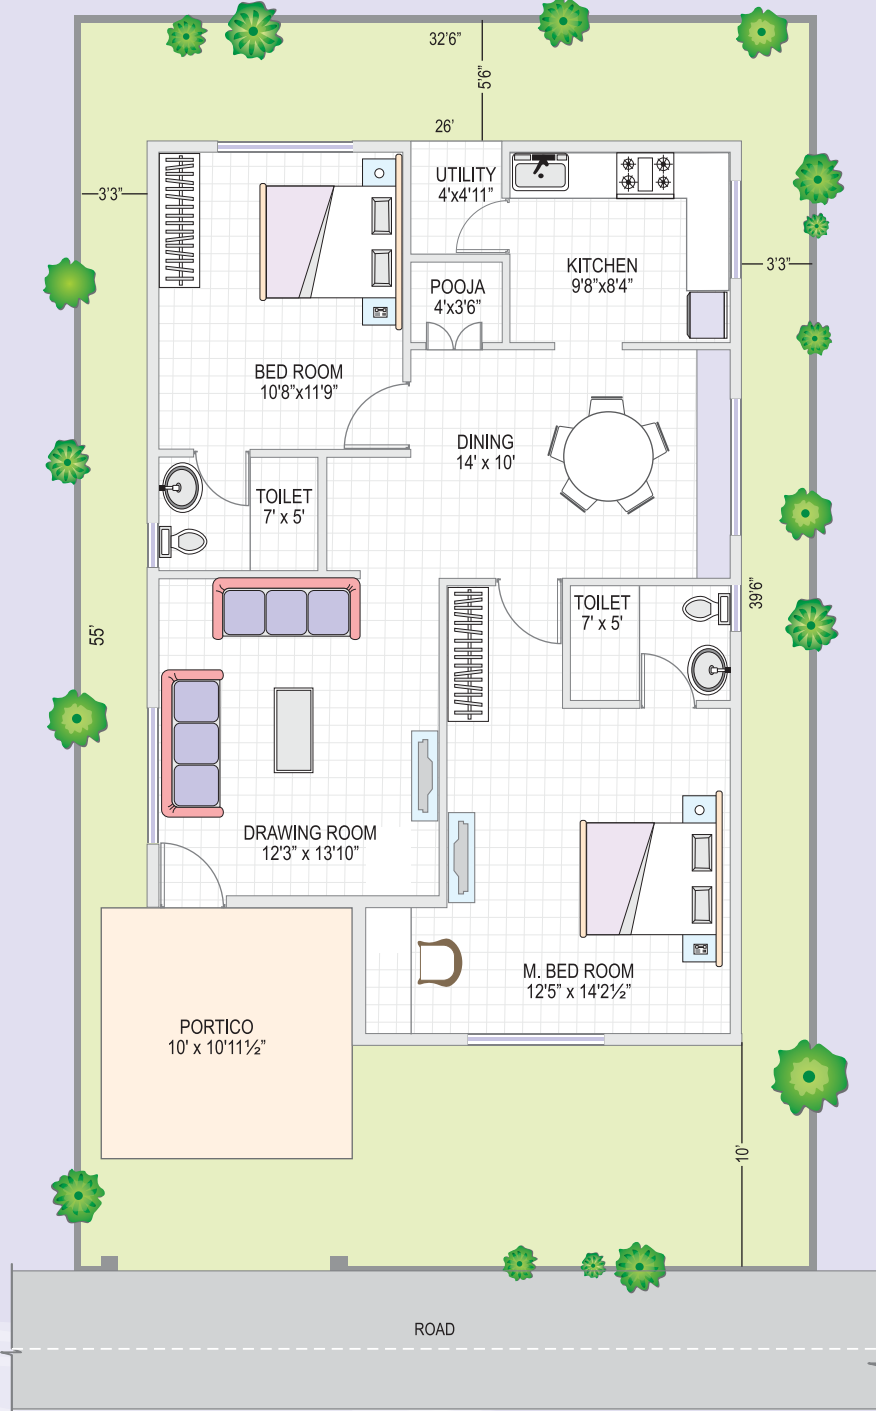 32'6"
5'6"
26'
UTILITY
4'x4'11"
3'3"
KITCHEN
9'8"x8'4"
3'3"
POOJA
4'x3'6"
BED ROOM
10'8"x11'9"
DINING
14' x 10'
TOILET
7' x 5'
TOILET
7' x 5'
39'6"
55'
DRAWING ROOM
12'3" x 13'10"
M. BED ROOM
12'5" x 14'2½"
PORTICO
10' x 10'11½"
10'
ROAD